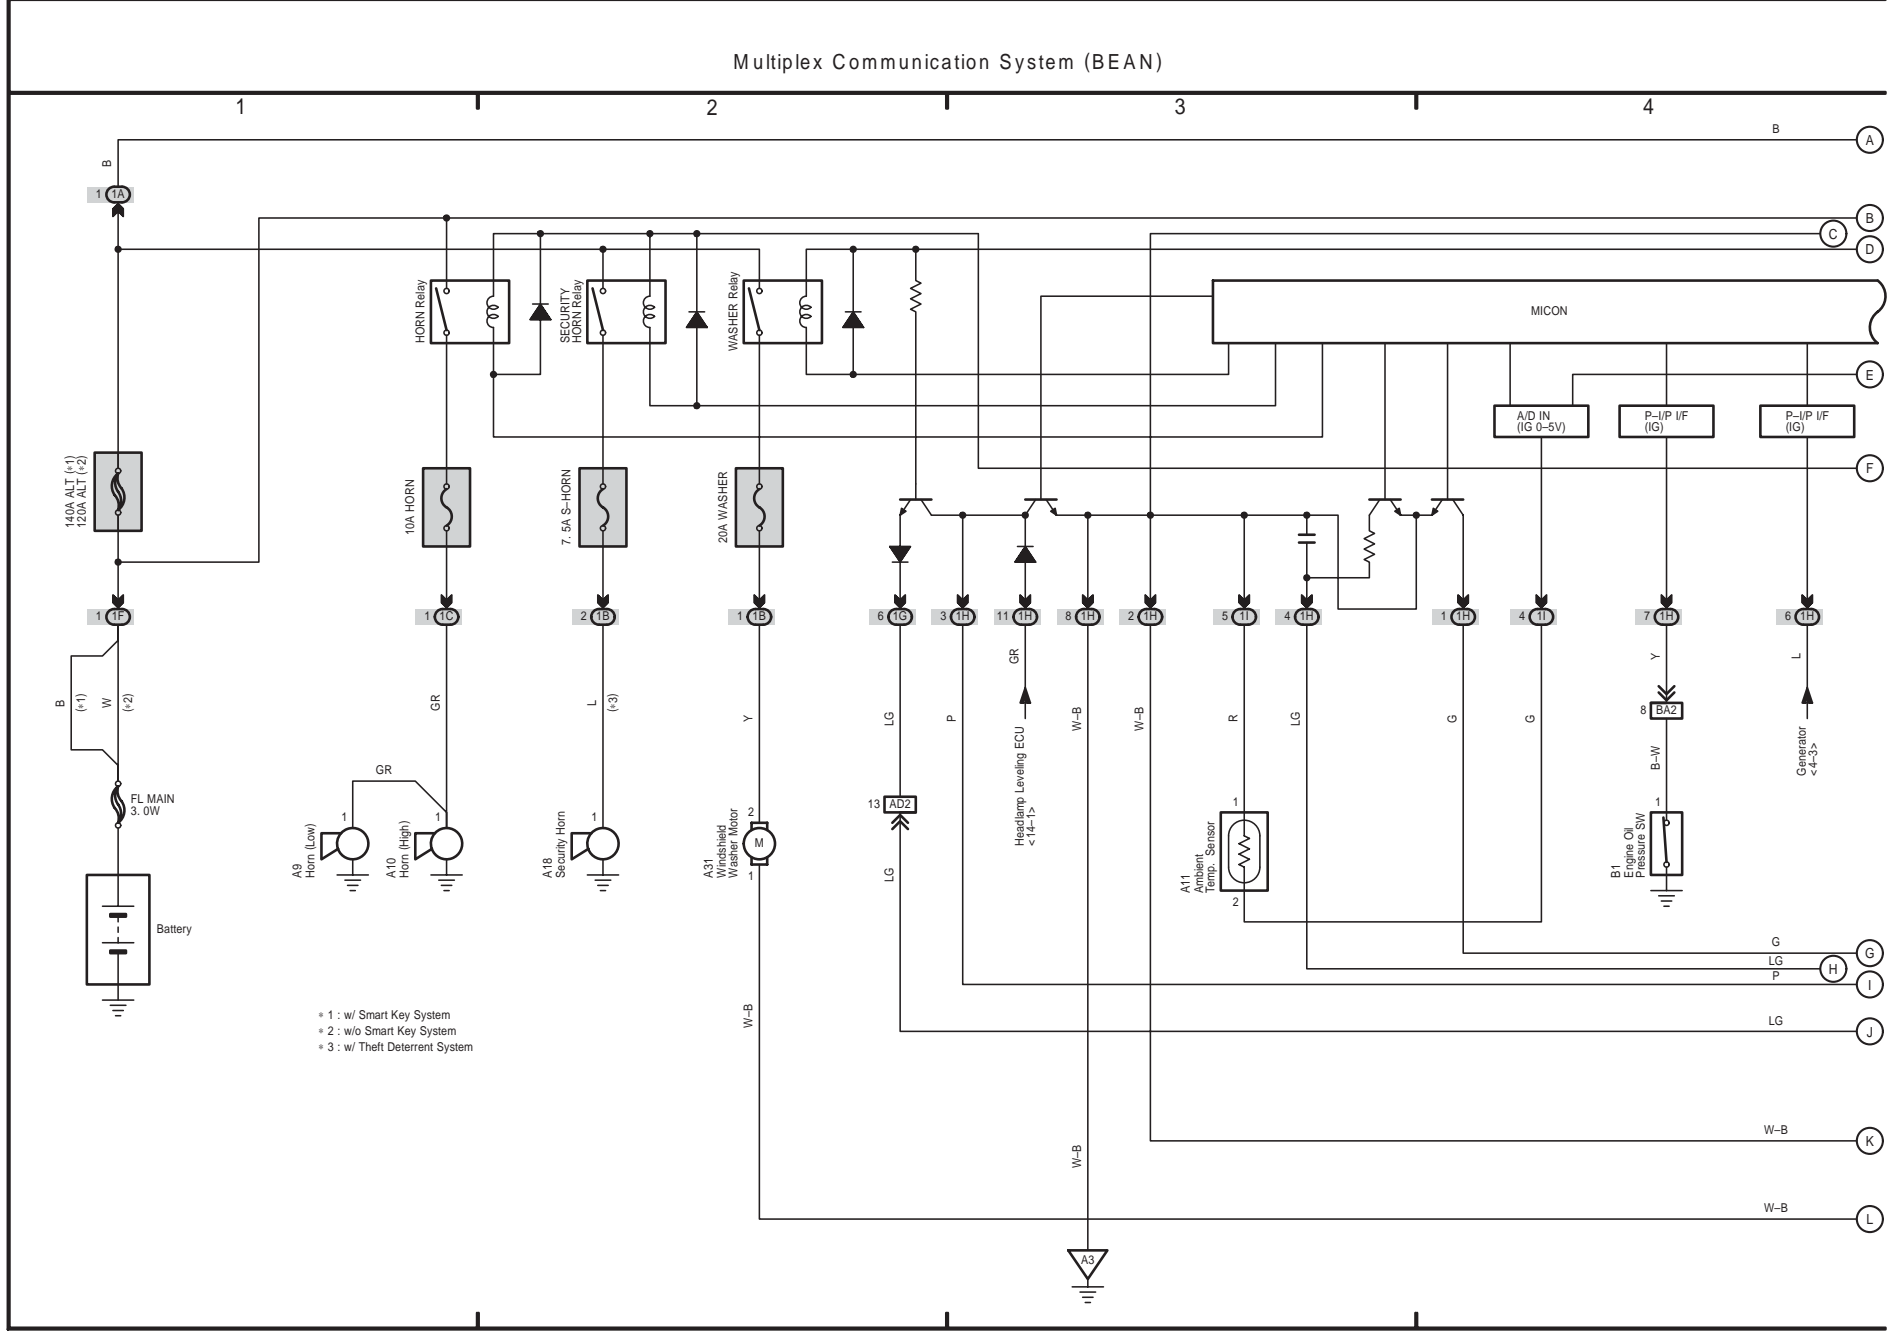 Multiplex Communication System (BEAN)
1
2
3
4
B
A
B
1 1A
B
C
D
HORN Relay
SECURITY
HORN Relay
WASHER Relay
MICON
E
A/D IN
(IG 0–5V)
P–I/P I/F
(IG)
P–I/P I/F
(IG)
F
140A ALT (*1)
120A ALT (*2)
10A HORN
7. 5A S–HORN
20A WASHER
1 1F
1 1C
2 1B
1 1B
6 1G
3 1H
11 1H
8 1H
2 1H
5 1I
4 1H
1 1H
4 1I
7 1H
6 1H
B
(*1)
W
(*2)
GR
L
(*3)
Y
LG
P
GR
W–B
W–B
R
LG
G
G
Y
L
8 BA2
Headlamp Leveling ECU
<14–1>
B–W
Generator
<4–3>
GR
FL MAIN
3. 0W
13 AD2
LG
1
1
1
2
1
1
1
2
A9
Horn (Low)
A10
Horn (High)
A18
Security Horn
A31
Windshield
Washer Motor
M
A11
Ambient
Temp. Sensor
B1
Engine Oil
Pressure SW
Battery
G
G
LG
H
P
I
* 1 : w/ Smart Key System
* 2 : w/o Smart Key System
* 3 : w/ Theft Deterrent System
W–B
LG
J
W–B
W–B
K
W–B
L
A3